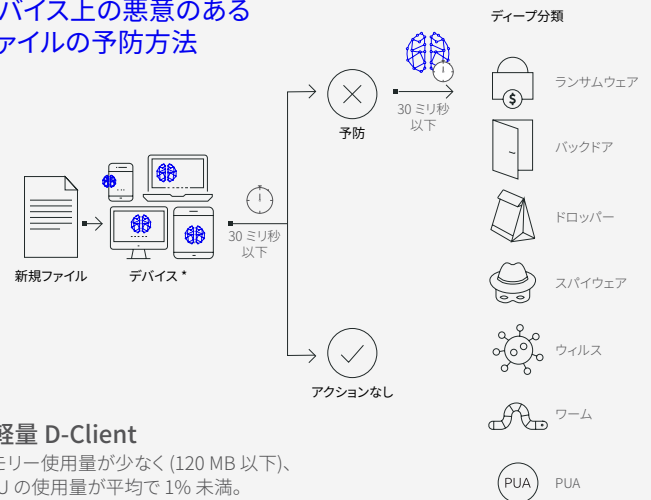 バイス上の悪意のある
ァイルの予防方法
ディープ分類
$
ランサムウェア
バックドア
ドロッパー
スパイウェア
ウィルス
ワーム
PUA
PUA
30 ミリ秒
以下
予防
30 ミリ秒
以下
新規ファイル
デバイス *
アクションなし
軽量 D-Client
モリー使用量が少なく (120 MB 以下)、
U の使用量が平均で 1% 未満。